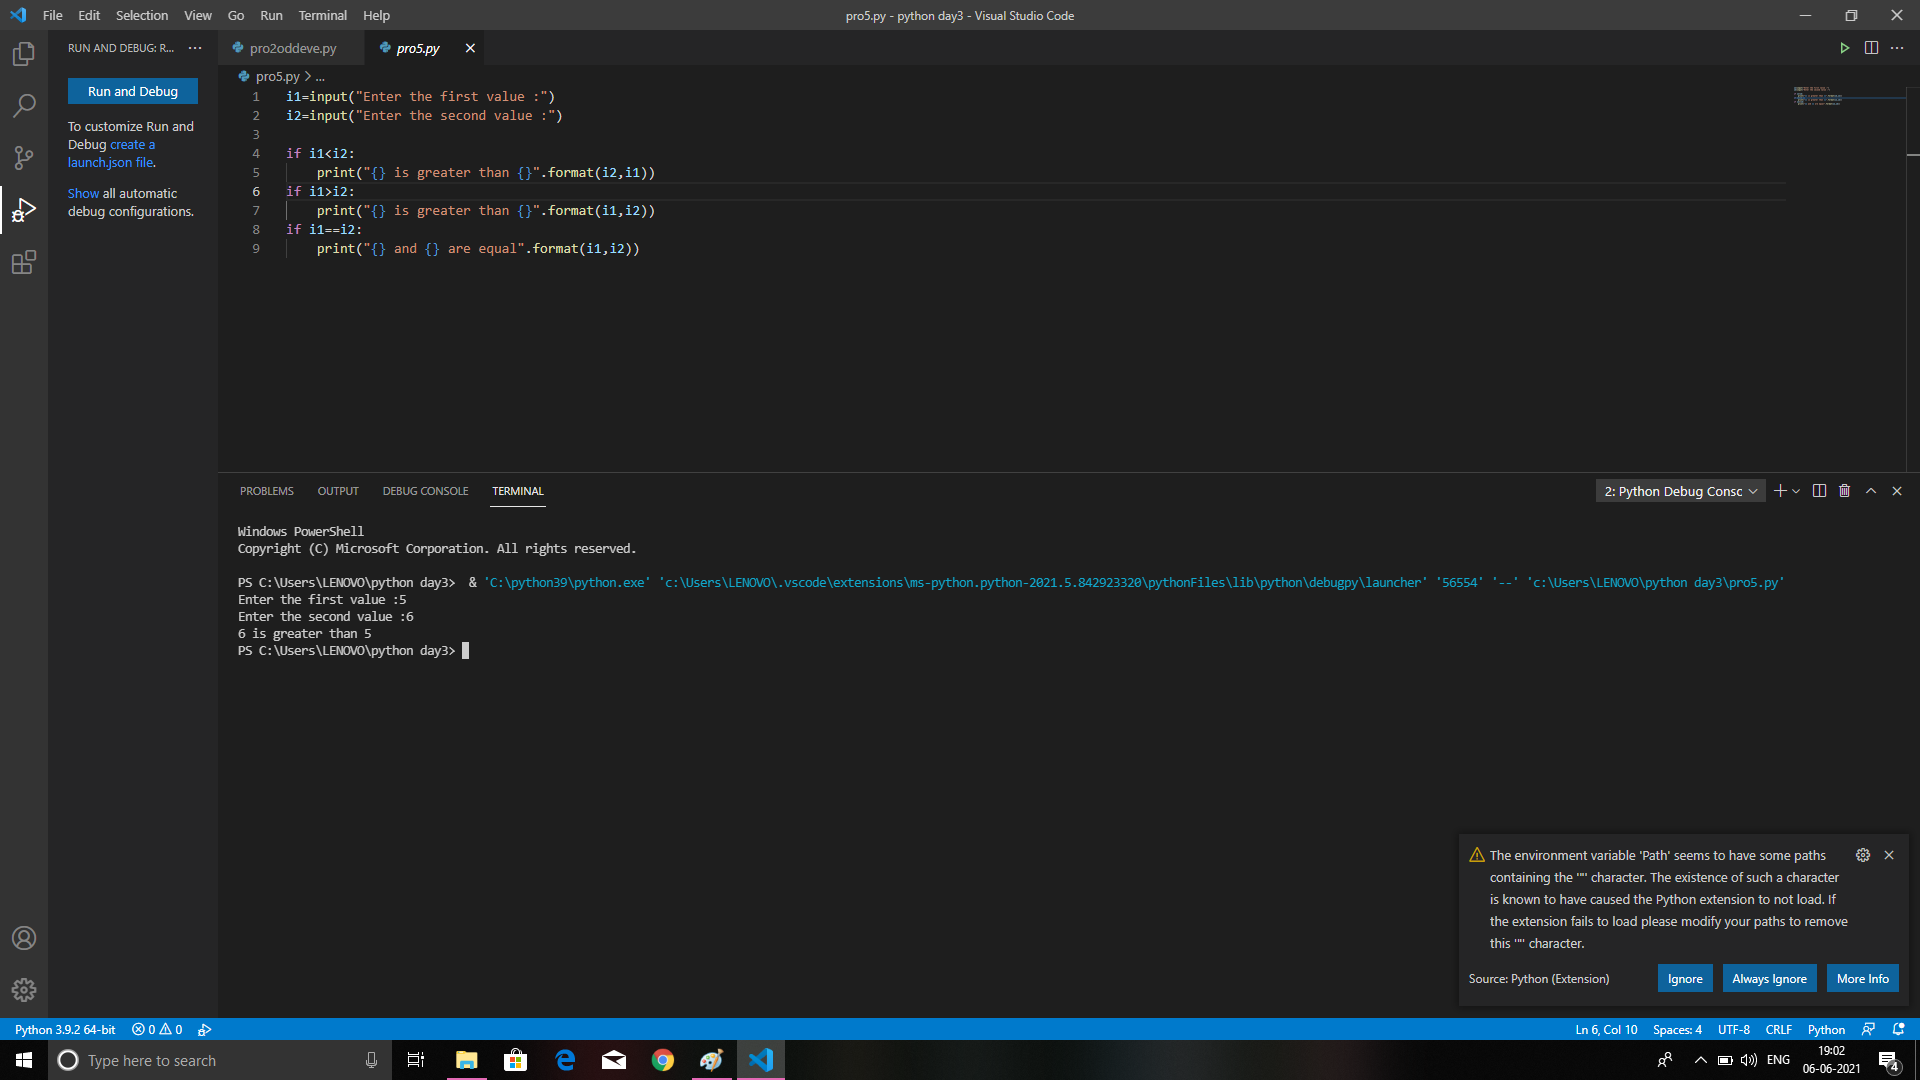 File Edit Selection View Go Run Terminal Help
pro5.py - python day3 - Visual Studio Code
RUN AND DEBUG: R... ...
pro2oddeve.py
pro5.py
pro5.py > ...
Run and Debug
To customize Run and
Debug create a
launch.json file.
Show all automatic
debug configurations.
1 i1=input("Enter the first value :")
2 i2=input("Enter the second value :")
3
4 if i1<i2:
5 print("{} is greater than {}".format(i2,i1))
6 if i1>i2:
7 print("{} is greater than {}".format(i1,i2))
8 if i1==i2:
9 print("{} and {} are equal".format(i1,i2))
PROBLEMS OUTPUT DEBUG CONSOLE TERMINAL
2: Python Debug Consc
Windows PowerShell
Copyright (C) Microsoft Corporation. All rights reserved.
PS C:\Users\LENOVO\python day3> & 'C:\python39\python.exe' 'c:\Users\LENOVO\.vscode\extensions\ms-python.python-2021.5.842923320\pythonFiles\lib\python\debugpy\launcher' '56554' '--' 'c:\Users\LENOVO\python day3\pro5.py'
Enter the first value :5
Enter the second value :6
6 is greater than 5
PS C:\Users\LENOVO\python day3>
The environment variable 'Path' seems to have some paths
containing the '"' character. The existence of such a character
is known to have caused the Python extension to not load. If
the extension fails to load please modify your paths to remove
this '"' character.
Source: Python (Extension)
Ignore
Always Ignore
More Info
Python 3.9.2 64-bit 0 0
Ln 6, Col 10 Spaces: 4 UTF-8 CRLF Python
Type here to search
ENG
19:02
06-06-2021
4